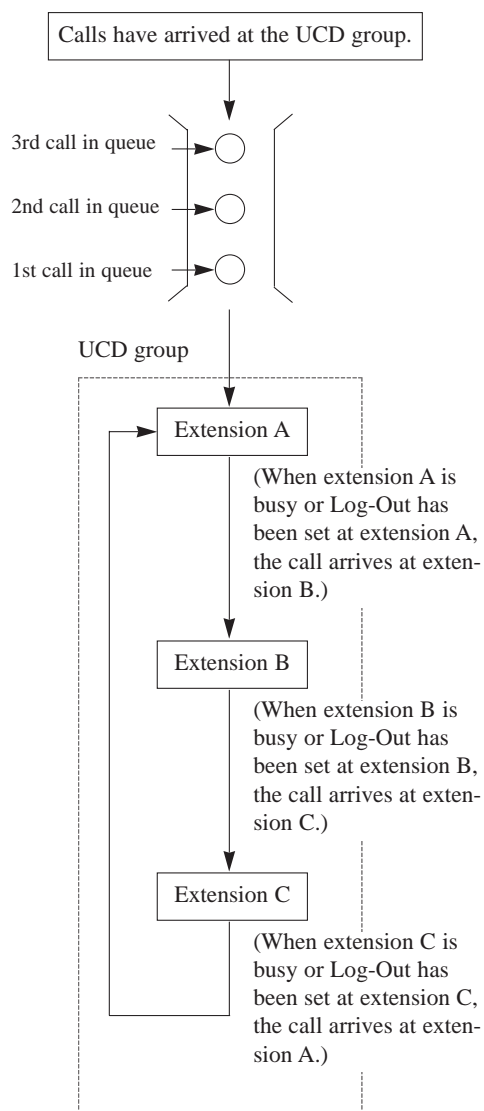 Calls have arrived at the UCD group.
3rd call in queue
2nd call in queue
1st call in queue
UCD group
Extension A
(When extension A is
busy or Log-Out has
been set at extension A,
the call arrives at exten-
sion B.)
Extension B
(When extension B is
busy or Log-Out has
been set at extension B,
the call arrives at exten-
sion C.)
Extension C
(When extension C is
busy or Log-Out has
been set at extension C,
the call arrives at exten-
sion A.)